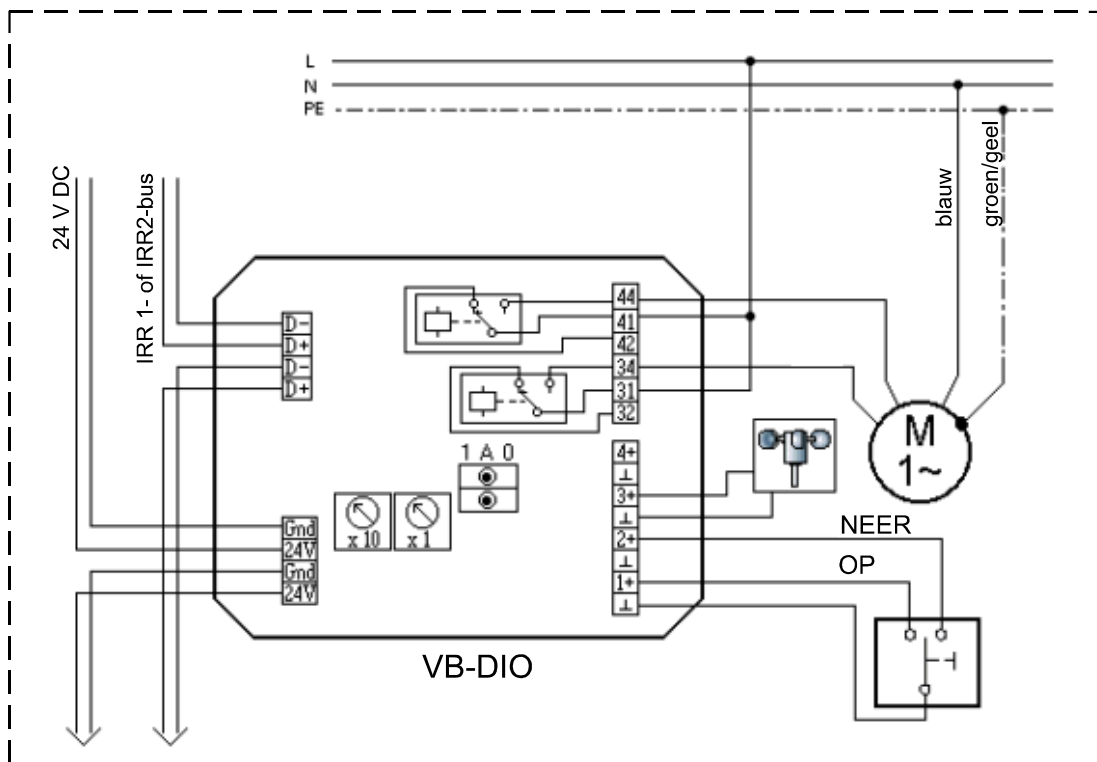 L
N
PE
24 V DC
IRR 1- of IRR2-bus
blauw
groen/geel
D-
D+
D-
D+
44
41
42
34
31
32
M
1~
1 A 0
4+
⊥
3+
⊥
2+
⊥
1+
⊥
x 10
x 1
Gnd
24V
Gnd
24V
NEER
OP
VB-DIO